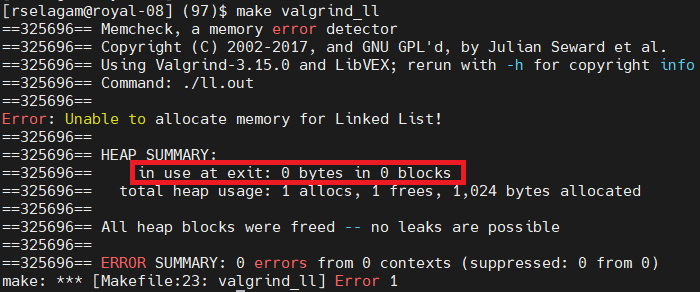 [rselagam@royal-08] (97)$ make valgrind_ll
==325696== Memcheck, a memory error detector
==325696== Copyright (C) 2002-2017, and GNU GPL'd, by Julian Seward et al.
==325696== Using Valgrind-3.15.0 and LibVEX; rerun with -h for copyright info
==325696== Command: ./ll.out
==325696==
Error: Unable to allocate memory for Linked List!
==325696==
==325696== HEAP SUMMARY:
==325696==     in use at exit: 0 bytes in 0 blocks
==325696==   total heap usage: 1 allocs, 1 frees, 1,024 bytes allocated
==325696==
==325696== All heap blocks were freed -- no leaks are possible
==325696==
==325696== ERROR SUMMARY: 0 errors from 0 contexts (suppressed: 0 from 0)
make: *** [Makefile:23: valgrind_ll] Error 1